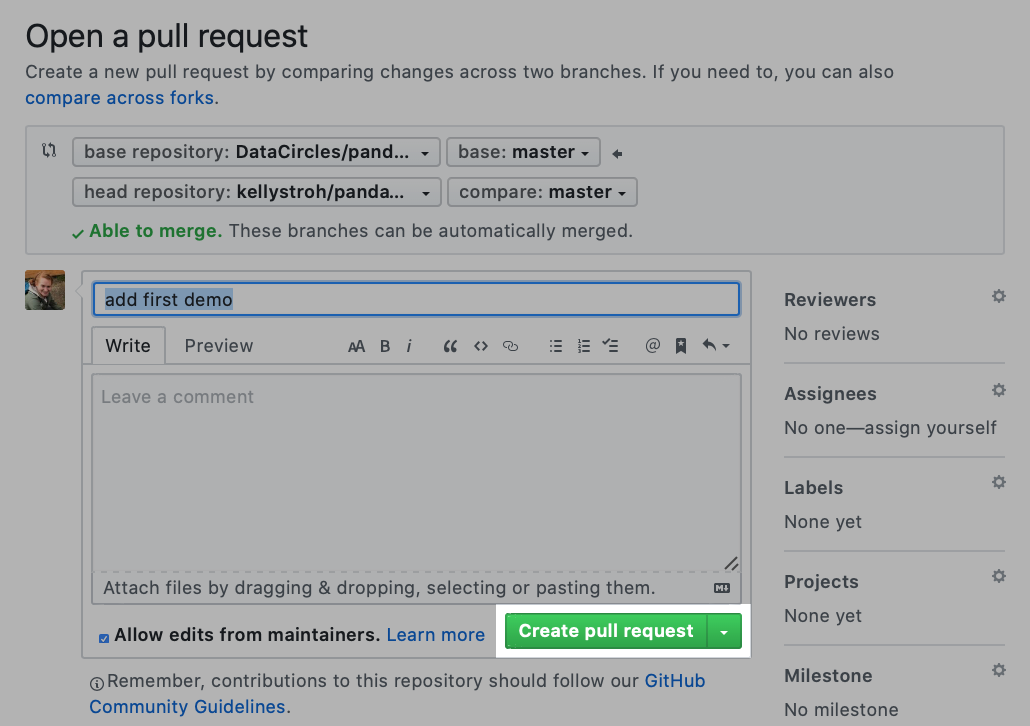 Open a pull request
Create a new pull request by comparing changes across two branches. If you need to, you can also
compare across forks.
base repository: DataCircles/pand... base: master
head repository: kellystroh/panda... compare: master
Able to merge. These branches can be automatically merged.
add first demo
Write Preview AA B i @
Leave a comment
Attach files by dragging & dropping, selecting or pasting them.
Allow edits from maintainers. Learn more Create pull request
Remember, contributions to this repository should follow our GitHub
Community Guidelines.
Reviewers
No reviews
Assignees
No one—assign yourself
Labels
None yet
Projects
None yet
Milestone
No milestone